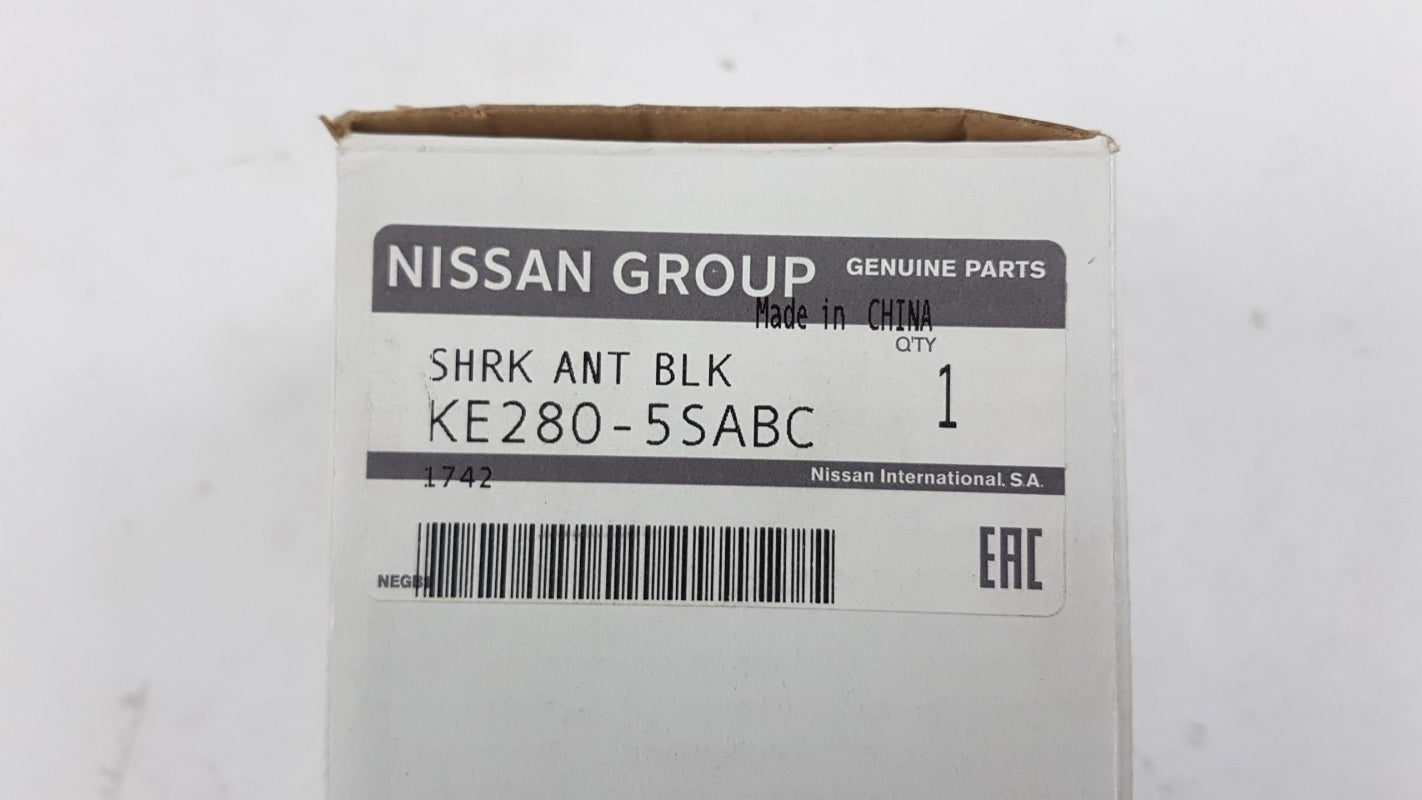 NISSAN GROUP GENUINE PARTS
Made in CHINA
Q'TY
SHRK ANT BLK
1
KE280-5SABC
1742 Nissan International. S.A.
EAC